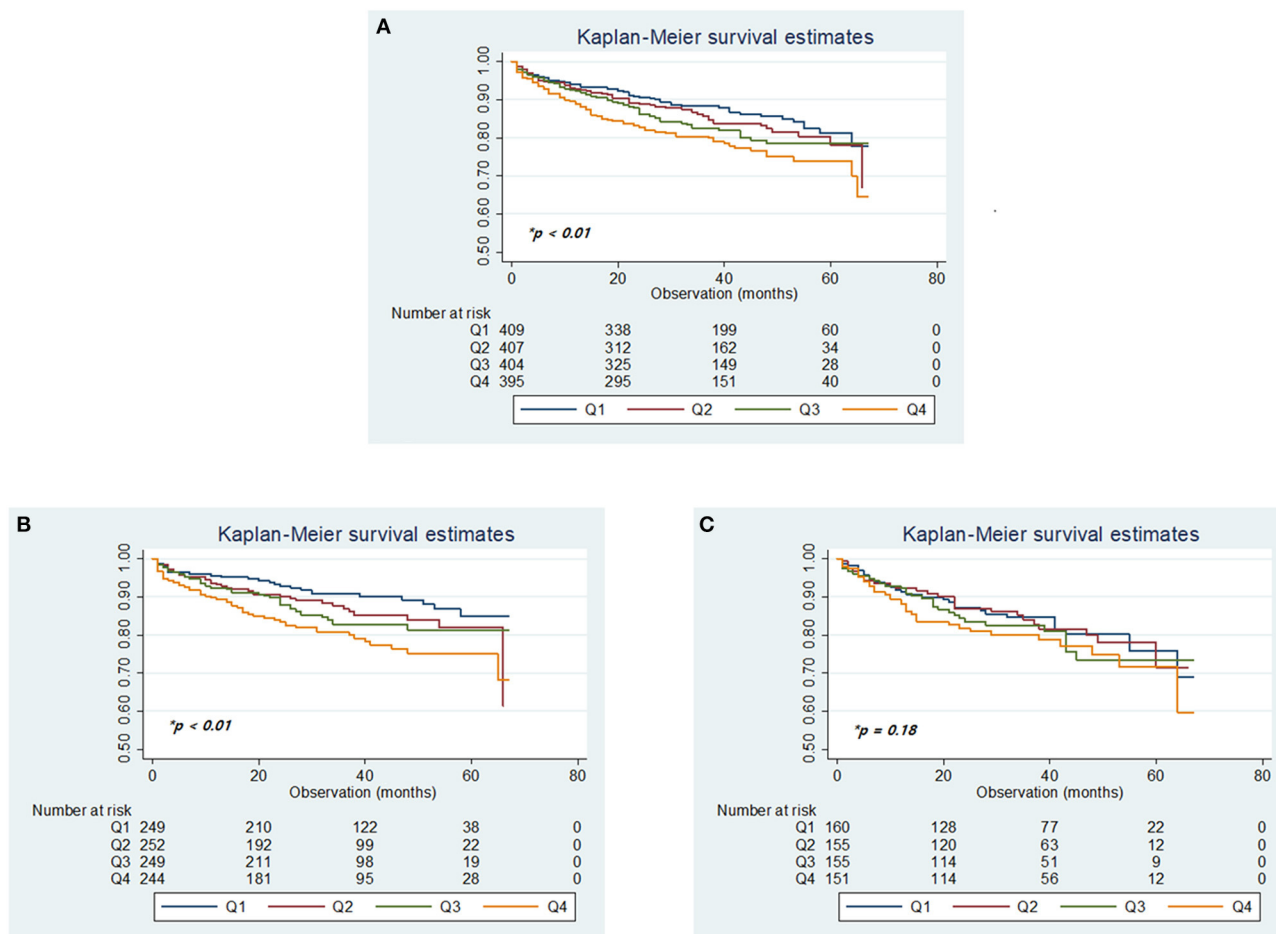 A
Kaplan-Meier survival estimates
1.00
0.90
0.80
0.70
0.60
0.50
*p < 0.01
0 20 40 60 80
Observation (months)
Number at risk
Q1 409 338 199 60 0
Q2 407 312 162 34 0
Q3 404 325 149 28 0
Q4 395 295 151 40 0
Q1 Q2 Q3 Q4
B
Kaplan-Meier survival estimates
1.00
0.90
0.80
0.70
0.60
0.50
*p < 0.01
0 20 40 60 80
Observation (months)
Number at risk
Q1 249 210 122 38 0
Q2 252 192 99 22 0
Q3 249 211 98 19 0
Q4 244 181 95 28 0
Q1 Q2 Q3 Q4
C
Kaplan-Meier survival estimates
1.00
0.90
0.80
0.70
0.60
0.50
*p = 0.18
0 20 40 60 80
Observation (months)
Number at risk
Q1 160 128 77 22 0
Q2 155 120 63 12 0
Q3 155 114 51 9 0
Q4 151 114 56 12 0
Q1 Q2 Q3 Q4